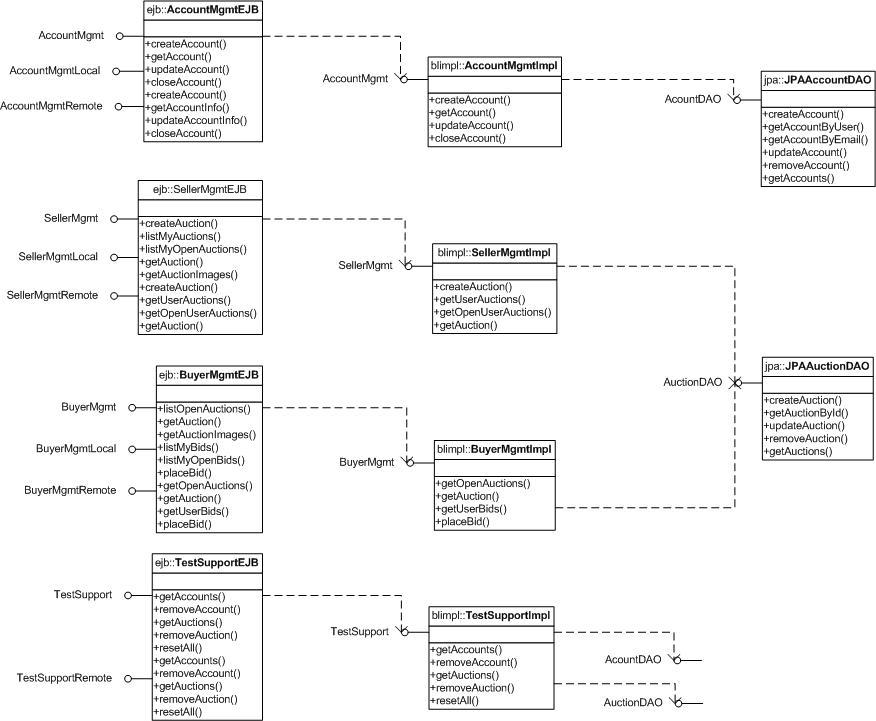 ejb::AccountMgmtEJB
AccountMgmt
AccountMgmtLocal
AccountMgmtRemote
+createAccount()
+getAccount()
+updateAccount()
+closeAccount()
+createAccount()
+getAccountInfo()
+updateAccountInfo()
+closeAccount()
AccountMgmt
blimpl::AccountMgmtImpl
+createAccount()
+getAccount()
+updateAccount()
+closeAccount()
AcountDAO
jpa::JPAAccountDAO
+createAccount()
+getAccountByUser()
+getAccountByEmail()
+updateAccount()
+removeAccount()
+getAccounts()
ejb::SellerMgmtEJB
SellerMgmt
SellerMgmtLocal
SellerMgmtRemote
+createAuction()
+listMyAuctions()
+listMyOpenAuctions()
+getAuction()
+getAuctionImages()
+createAuction()
+getUserAuctions()
+getOpenUserAuctions()
+getAuction()
SellerMgmt
blimpl::SellerMgmtImpl
+createAuction()
+getUserAuctions()
+getOpenUserAuctions()
+getAuction()
AuctionDAO
jpa::JPAAuctionDAO
+createAuction()
+getAuctionById()
+updateAuction()
+removeAuction()
+getAuctions()
ejb::BuyerMgmtEJB
BuyerMgmt
BuyerMgmtLocal
BuyerMgmtRemote
+listOpenAuctions()
+getAuction()
+getAuctionImages()
+listMyBids()
+listMyOpenBids()
+placeBid()
+getOpenAuctions()
+getAuction()
+getUserBids()
+placeBid()
BuyerMgmt
blimpl::BuyerMgmtImpl
+getOpenAuctions()
+getAuction()
+getUserBids()
+placeBid()
ejb::TestSupportEJB
TestSupport
TestSupportRemote
+getAccounts()
+removeAccount()
+getAuctions()
+removeAuction()
+resetAll()
+getAccounts()
+removeAccount()
+getAuctions()
+removeAuction()
+resetAll()
TestSupport
blimpl::TestSupportImpl
+getAccounts()
+removeAccount()
+getAuctions()
+removeAuction()
+resetAll()
AcountDAO
AuctionDAO